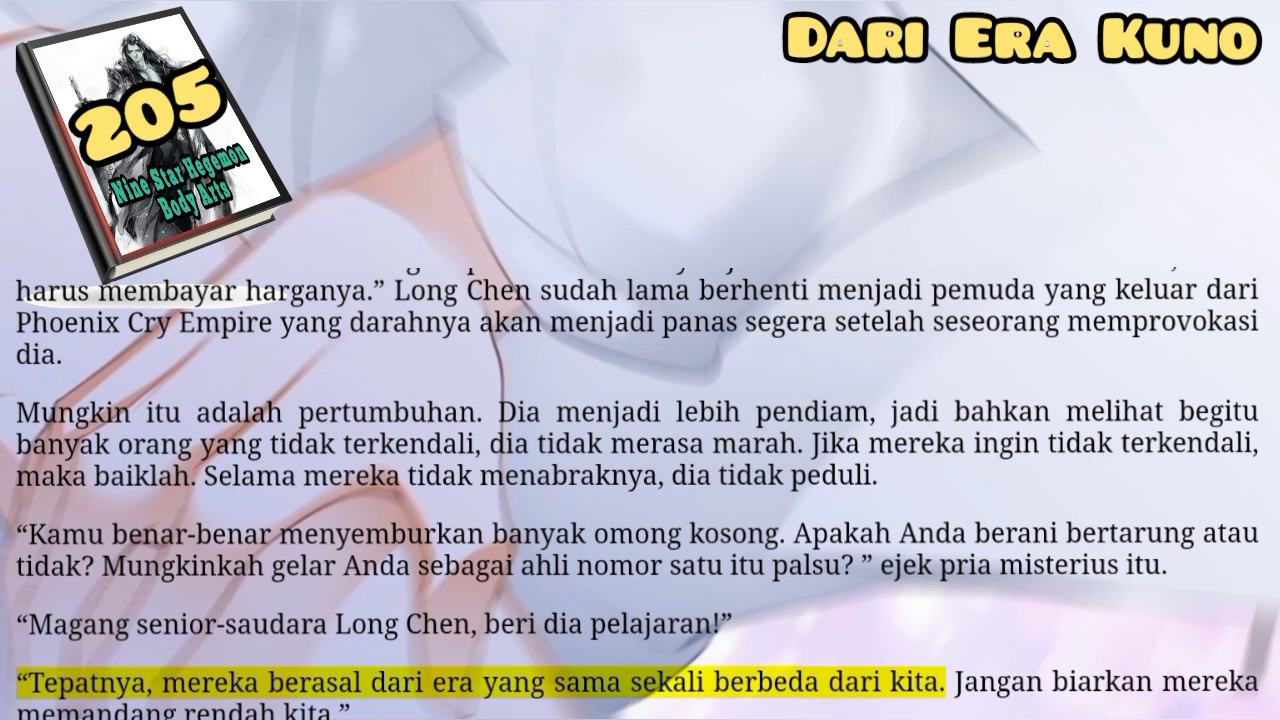 Dari Era Kuno
205
Nine Star Hegemon
Body Arts
harus membayar harganya.” Long Chen sudah lama berhenti menjadi pemuda yang keluar dari
Phoenix Cry Empire yang darahnya akan menjadi panas segera setelah seseorang memprovokasi
dia.
Mungkin itu adalah pertumbuhan. Dia menjadi lebih pendiam, jadi bahkan melihat begitu
banyak orang yang tidak terkendali, dia tidak merasa marah. Jika mereka ingin tidak terkendali,
maka baiklah. Selama mereka tidak menabraknya, dia tidak peduli.
“Kamu benar-benar menyemburkan banyak omong kosong. Apakah Anda berani bertarung atau
tidak? Mungkinkah gelar Anda sebagai ahli nomor satu itu palsu? ” ejek pria misterius itu.
“Magang senior-saudara Long Chen, beri dia pelajaran!”
“Tepatnya, mereka berasal dari era yang sama sekali berbeda dari kita. Jangan biarkan mereka
memandang rendah kita.”